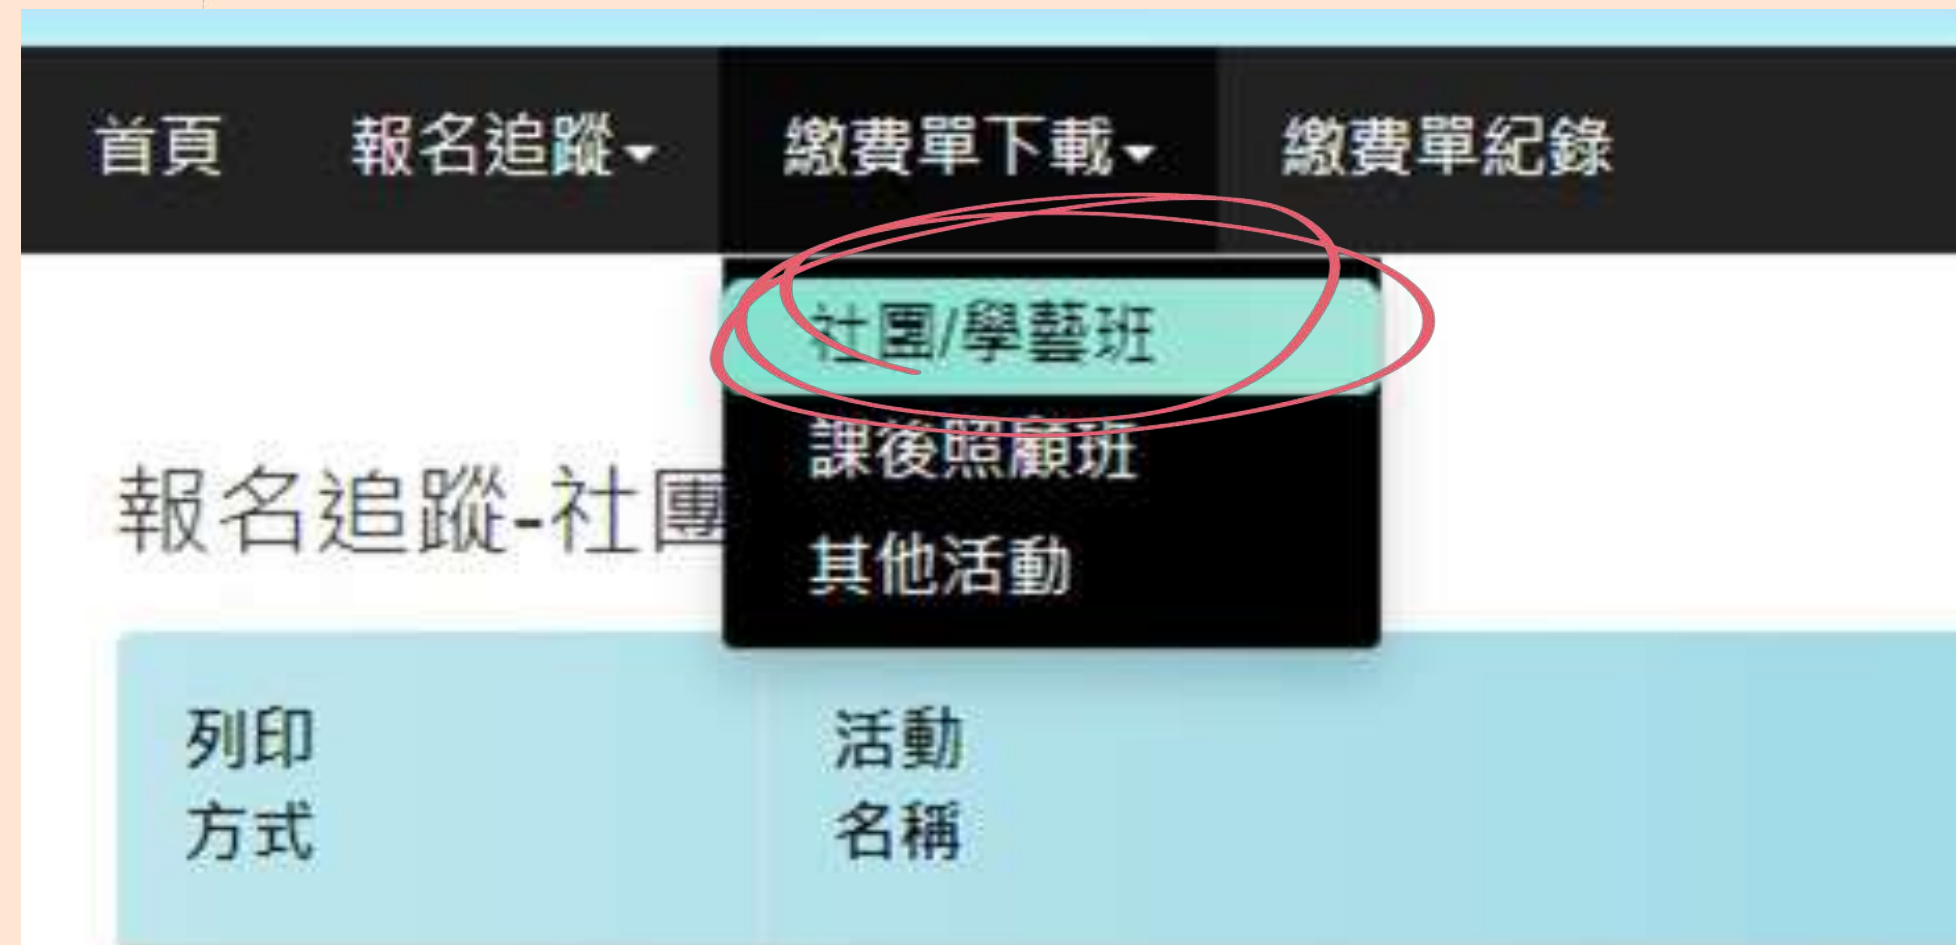 首頁 報名追蹤 繳費單下載 繳費單紀錄
社團/學藝班
課後照顧班
其他活動
報名追蹤-社團
列印
方式
活動
名稱